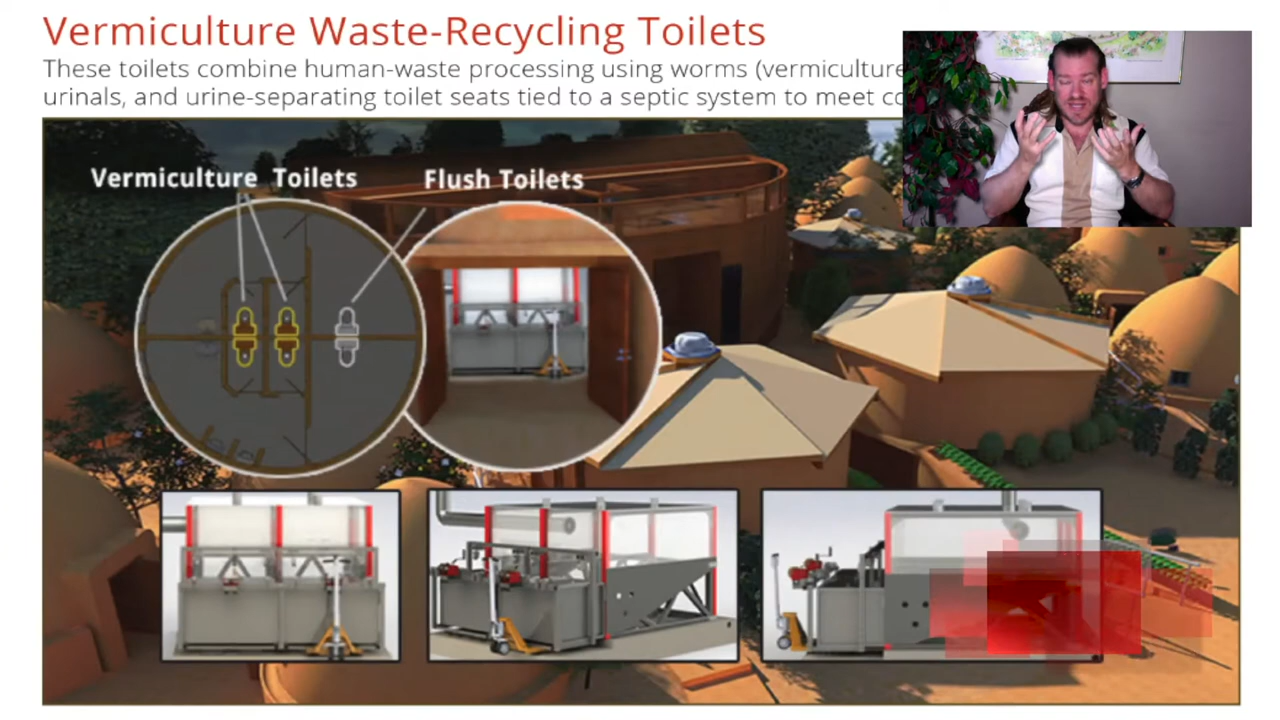 Vermiculture Waste-Recycling Toilets
These toilets combine human-waste processing using worms (vermiculture
urinals, and urine-separating toilet seats tied to a septic system to meet
Vermiculture Toilets
Flush Toilets